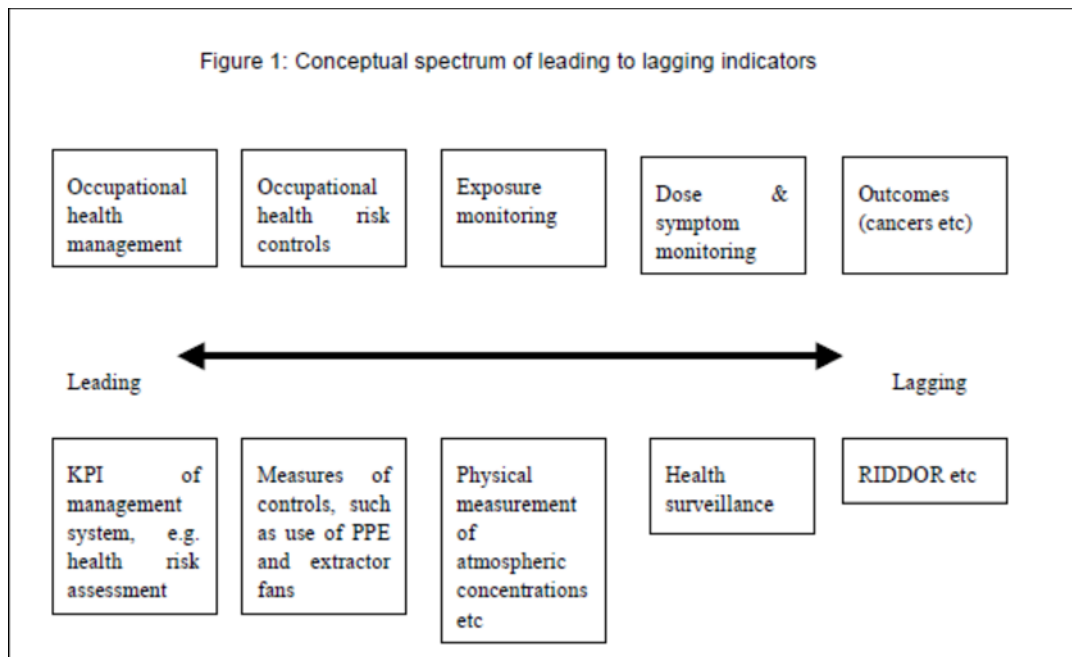 Figure 1: Conceptual spectrum of leading to lagging indicators
Occupational
health
management
Occupational
health risk
controls
Exposure
monitoring
Dose &
symptom
monitoring
Outcomes
(cancers etc)
Leading
Lagging
KPI of
management
system, e.g.
health risk
assessment
Measures of
controls, such
as use of PPE
and extractor
fans
Physical
measurement
of
atmospheric
concentrations
etc
Health
surveillance
RIDDOR etc